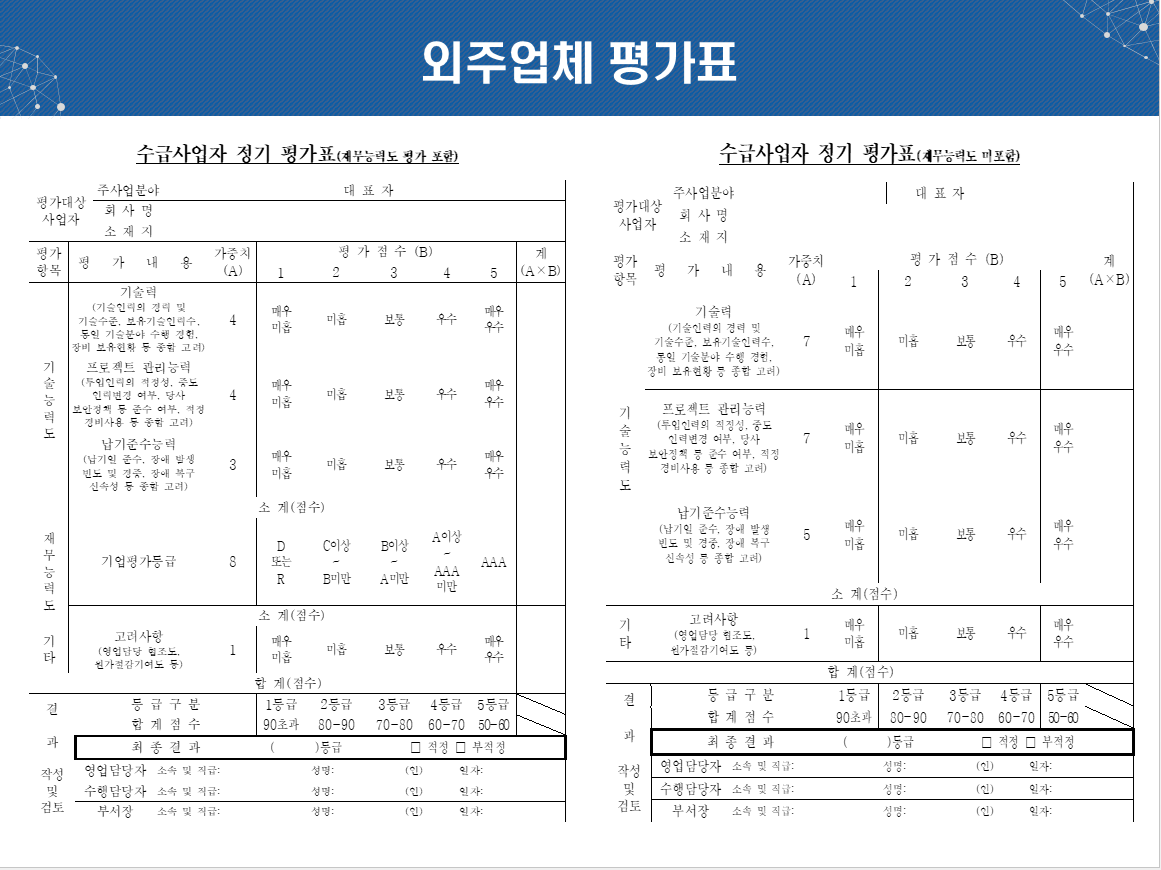 외주업체 평가표
수급사업자 정기 평가표(재무능력도 평가 포함)
평가대상 사업자
주사업분야 대 표 자
회 사 명
소 재 지
평가 항목 평 가 내 용 가중치 (A) 평 가 점 수 (B) 계 (A×B)
1 2 3 4 5
기술능력도
기술력
(기술인력의 경력 및
기술수준, 보유기술인력수,
동일 기술분야 수행 경험,
장비 보유현황 등 종합 고려)
4 매우 미흡 미흡 보통 우수 매우 우수
프로젝트 관리능력
(투입인력의 적정성, 중도
인력변경 여부, 당사
보안정책 등 준수 여부, 적정
경비사용 등 종합 고려)
4 매우 미흡 미흡 보통 우수 매우 우수
납기준수능력
(납기일 준수, 장애 발생
빈도 및 경중, 장애 복구
신속성 등 종합 고려)
3 매우 미흡 미흡 보통 우수 매우 우수
소 계(점수)
재무능력도
기업평가등급 8 D 또는 R C이상 ~ B미만 B이상 ~ A미만 A이상 ~ AAA 미만 AAA
소 계(점수)
기타
고려사항
(영업담당 협조도,
원가절감기여도 등)
1 매우 미흡 미흡 보통 우수 매우 우수
합 계(점수)
결과
등 급 구 분 1등급 2등급 3등급 4등급 5등급
합 계 점 수 90초과 80-90 70-80 60-70 50-60
최 종 결 과 ( )등급 □ 적정 □ 부적정
작성 및 검토
영업담당자 소속 및 직급: 성명: (인) 일자:
수행담당자 소속 및 직급: 성명: (인) 일자:
부서장 소속 및 직급: 성명: (인) 일자:
수급사업자 정기 평가표(재무능력도 미포함)
평가대상 사업자
주사업분야 대 표 자
회 사 명
소 재 지
평가 항목 평 가 내 용 가중치 (A) 평 가 점 수 (B) 계 (A×B)
1 2 3 4 5
기술능력도
기술력
(기술인력의 경력 및
기술수준, 보유기술인력수,
동일 기술분야 수행 경험,
장비 보유현황 등 종합 고려)
7 매우 미흡 미흡 보통 우수 매우 우수
프로젝트 관리능력
(투입인력의 적정성, 중도
인력변경 여부, 당사
보안정책 등 준수 여부, 적정
경비사용 등 종합 고려)
7 매우 미흡 미흡 보통 우수 매우 우수
납기준수능력
(납기일 준수, 장애 발생
빈도 및 경중, 장애 복구
신속성 등 종합 고려)
5 매우 미흡 미흡 보통 우수 매우 우수
소 계(점수)
기타
고려사항
(영업담당 협조도,
원가절감기여도 등)
1 매우 미흡 미흡 보통 우수 매우 우수
합 계(점수)
결과
등 급 구 분 1등급 2등급 3등급 4등급 5등급
합 계 점 수 90초과 80-90 70-80 60-70 50-60
최 종 결 과 ( )등급 □ 적정 □ 부적정
작성 및 검토
영업담당자 소속 및 직급: 성명: (인) 일자:
수행담당자 소속 및 직급: 성명: (인) 일자:
부서장 소속 및 직급: 성명: (인) 일자: